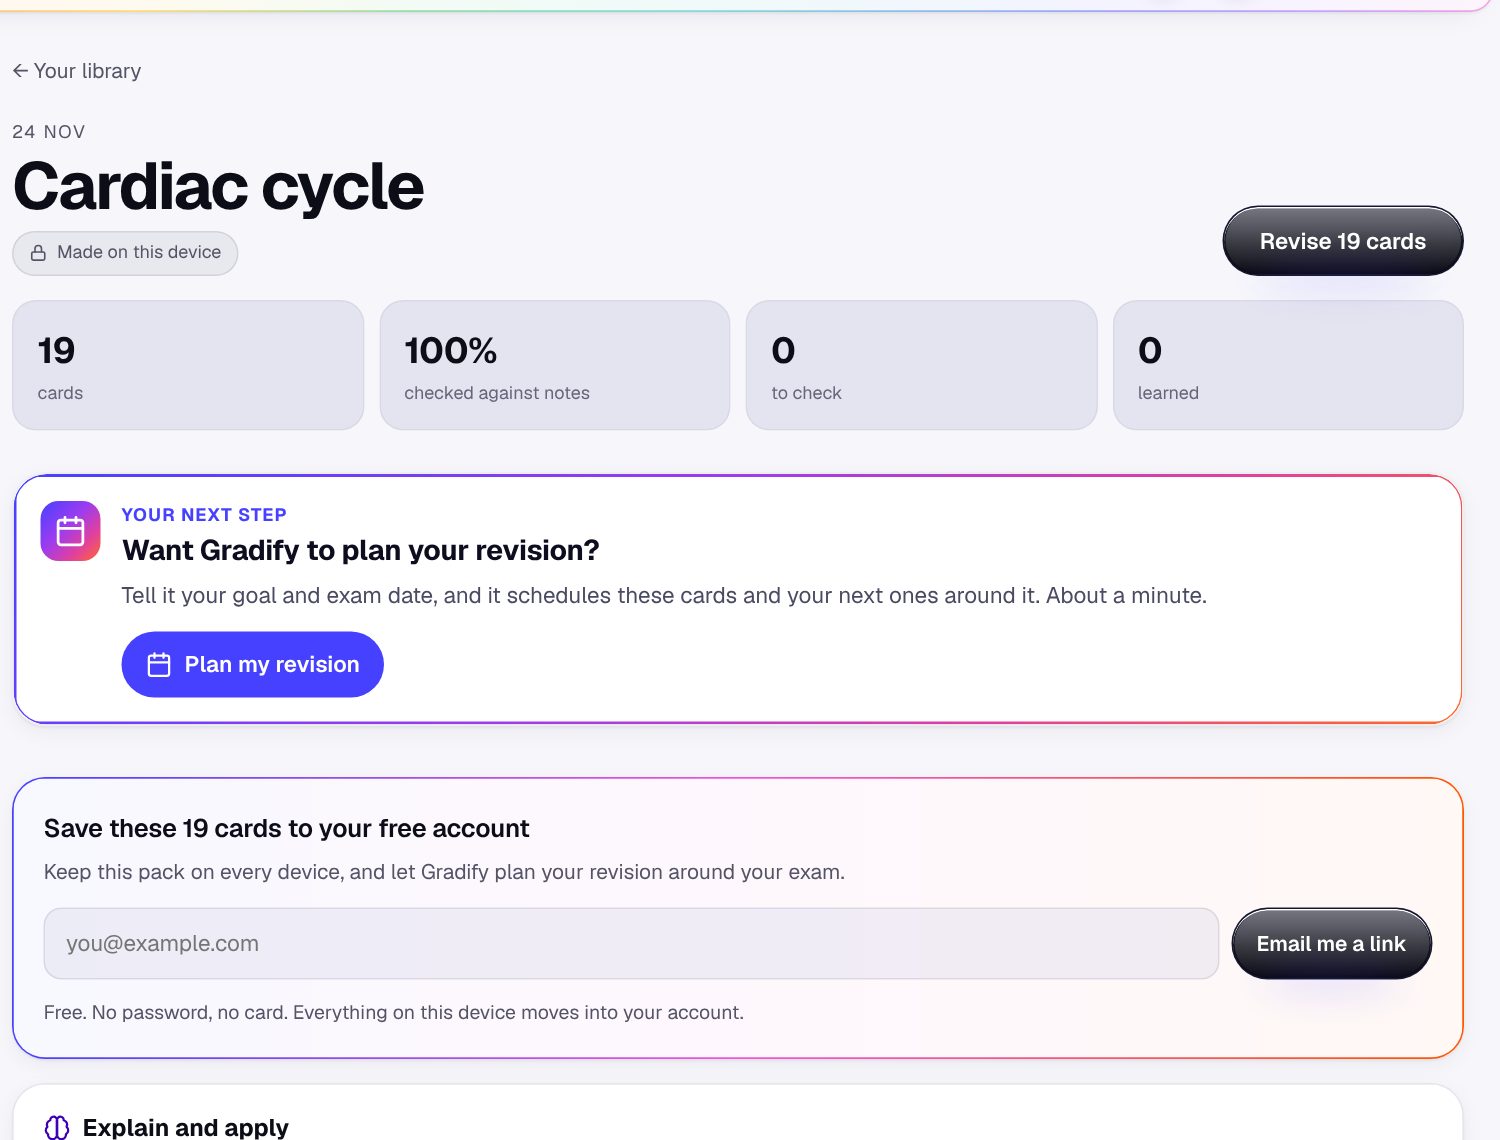 ← Your library
24 NOV
Cardiac cycle
Made on this device
Revise 19 cards
19
cards
100%
checked against notes
0
to check
0
learned
YOUR NEXT STEP
Want Gradify to plan your revision?
Tell it your goal and exam date, and it schedules these cards and your next ones around it. About a minute.
Plan my revision
Save these 19 cards to your free account
Keep this pack on every device, and let Gradify plan your revision around your exam.
you@example.com
Email me a link
Free. No password, no card. Everything on this device moves into your account.
Explain and apply